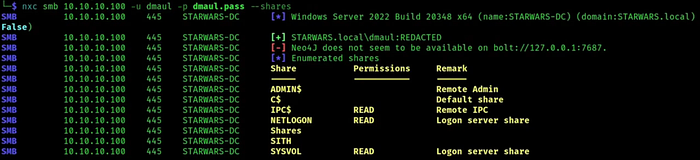 nxc smb 10.10.10.100 -u dmaul -p dmaul.pass --shares
SMB 10.10.10.100 445 STARWARS-DC [*] Windows Server 2022 Build 20348 x64 (name:STARWARS-DC) (domain:STARWARS.local)
False)
SMB 10.10.10.100 445 STARWARS-DC [+] STARWARS.local\dmaul:REDACTED
SMB 10.10.10.100 445 STARWARS-DC [-] Neo4J does not seem to be available on bolt://127.0.0.1:7687.
SMB 10.10.10.100 445 STARWARS-DC [*] Enumerated shares
SMB 10.10.10.100 445 STARWARS-DC Share Permissions Remark
SMB 10.10.10.100 445 STARWARS-DC ----- ----------- ------
SMB 10.10.10.100 445 STARWARS-DC ADMIN$ Remote Admin
SMB 10.10.10.100 445 STARWARS-DC C$ Default share
SMB 10.10.10.100 445 STARWARS-DC IPC$ READ Remote IPC
SMB 10.10.10.100 445 STARWARS-DC NETLOGON READ Logon server share
SMB 10.10.10.100 445 STARWARS-DC Shares
SMB 10.10.10.100 445 STARWARS-DC SITH
SMB 10.10.10.100 445 STARWARS-DC SYSVOL READ Logon server share